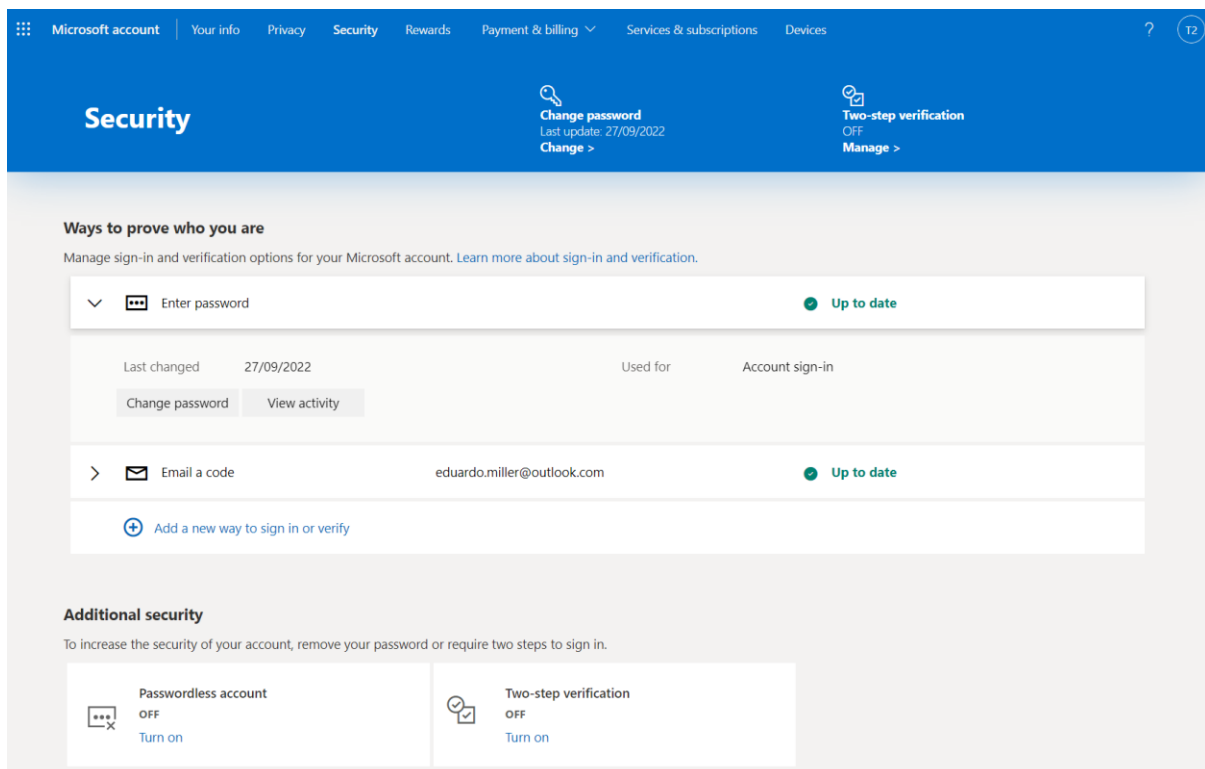 Microsoft account Your info Privacy Security Rewards Payment & billing Services & subscriptions Devices ? T2
Security
Change password
Last update: 27/09/2022
Change >
Two-step verification
OFF
Manage >
Ways to prove who you are
Manage sign-in and verification options for your Microsoft account. Learn more about sign-in and verification.
Enter password Up to date
Last changed 27/09/2022 Used for Account sign-in
Change password View activity
Email a code eduardo.miller@outlook.com Up to date
Add a new way to sign in or verify
Additional security
To increase the security of your account, remove your password or require two steps to sign in.
Passwordless account
OFF
Turn on
Two-step verification
OFF
Turn on